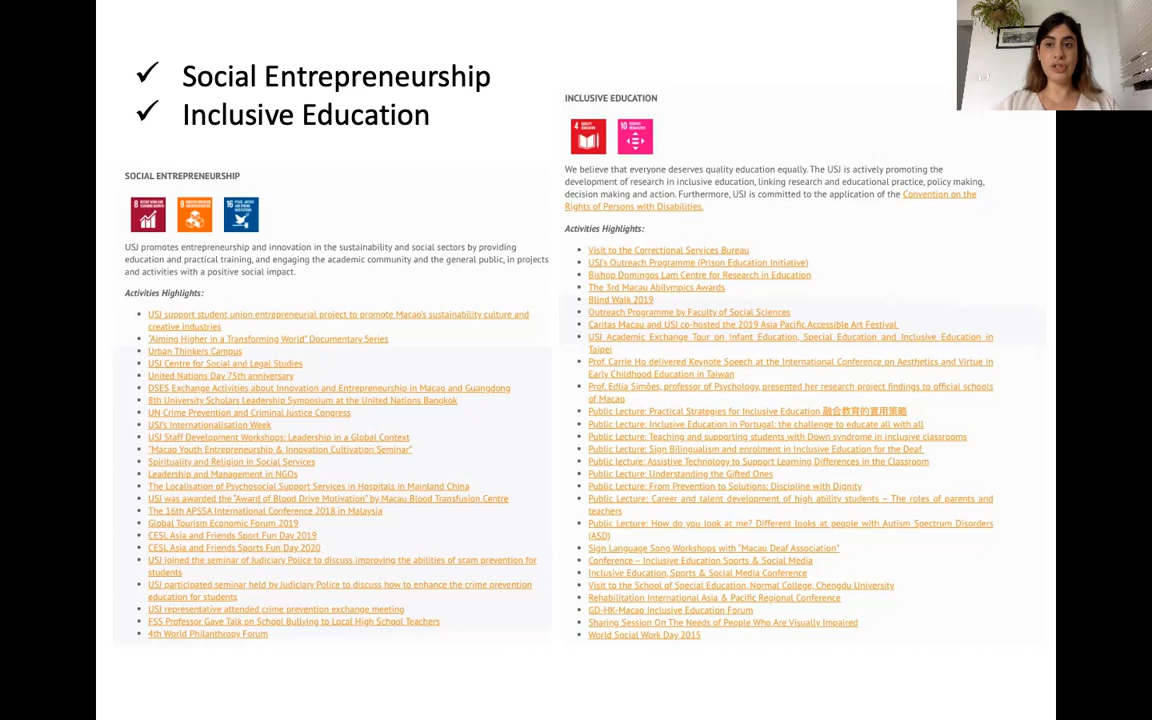 ✓ Social Entrepreneurship
✓ Inclusive Education
SOCIAL ENTREPRENEURSHIP
8
9
16
USJ promotes entrepreneurship and innovation in the sustainability and social sectors by providing
education and practical training, and engaging the academic community and the general public, in projects
and activities with a positive social impact.
Activities Highlights:
• USJ support student union entrepreneurial project to promote Macao's sustainability culture and
creative industries
• "Aiming Higher in a Transforming World" Documentary Series
• Urban Thinkers Campus
• USJ Centre for Social and Legal Studies
• United Nations Day 75th anniversary
• DSES Exchange Activities about Innovation and Entrepreneurship in Macao and Guangdong
• 8th University Scholars Leadership Symposium at the United Nations Bangkok
• UN Crime Prevention and Criminal Justice Congress
• USJ's Internationalisation Week
• USJ Staff Development Workshops: Leadership in a Global Context
• "Macao Youth Entrepreneurship & Innovation Cultivation Seminar"
• Spirituality and Religion in Social Services
• Leadership and Management in NGOs
• The Localisation of Psychosocial Support Services in Hospitals in Mainland China
• USJ was awarded the "Award of Blood Drive Motivation" by Macau Blood Transfusion Centre
• The 16th APSSA International Conference 2018 in Malaysia
• Global Tourism Economic Forum 2019
• CESL Asia and Friends Sport Fun Day 2019
• CESL Asia and Friends Sports Fun Day 2020
• USJ joined the seminar of Judiciary Police to discuss improving the abilities of scam prevention for
students
• USJ participated seminar held by Judiciary Police to discuss how to enhance the crime prevention
education for students
• USJ representative attended crime prevention exchange meeting
• FSS Professor Gave Talk on School Bullying to Local High School Teachers
• 4th World Philanthropy Forum
INCLUSIVE EDUCATION
4 QUALITY EDUCATION
10
We believe that everyone deserves quality education equally. The USJ is actively promoting the
development of research in inclusive education, linking research and educational practice, policy making,
decision making and action. Furthermore, USJ is committed to the application of the Convention on the
Rights of Persons with Disabilities.
Activities Highlights:
• Visit to the Correctional Services Bureau
• USJ's Outreach Programme (Prison Education Initiative)
• Bishop Domingos Lam Centre for Research in Education
• The 3rd Macau Abilympics Awards
• Blind Walk 2019
• Outreach Programme by Faculty of Social Sciences
• Caritas Macau and USJ co-hosted the 2019 Asia Pacific Accessible Art Festival
• USJ Academic Exchange Tour on Infant Education, Special Education and Inclusive Education in
Taipei
• Prof. Carrie Ho delivered Keynote Speech at the International Conference on Aesthetics and Virtue in
Early Childhood Education in Taiwan
• Prof. Edlia Simões, professor of Psychology, presented her research project findings to official schools
of Macao
• Public Lecture: Practical Strategies for Inclusive Education 融合教育的實用策略
• Public Lecture: Inclusive Education in Portugal: the challenge to educate all with all
• Public Lecture: Teaching and supporting students with Down syndrome in inclusive classrooms
• Public Lecture: Sign Bilingualism and enrolment in Inclusive Education for the Deaf
• Public lecture: Assistive Technology to Support Learning Differences in the Classroom
• Public Lecture: Understanding the Gifted Ones
• Public Lecture: From Prevention to Solutions: Discipline with Dignity
• Public Lecture: Career and talent development of high ability students – The roles of parents and
teachers
• Public Lecture: How do you look at me? Different looks at people with Autism Spectrum Disorders
(ASD)
• Sign Language Song Workshops with "Macau Deaf Association"
• Conference – Inclusive Education Sports & Social Media
• Inclusive Education, Sports & Social Media Conference
• Visit to the School of Special Education, Normal College, Chengdu University
• Rehabilitation International Asia & Pacific Regional Conference
• GD-HK-Macao Inclusive Education Forum
• Sharing Session On The Needs of People Who Are Visually Impaired
• World Social Work Day 2015